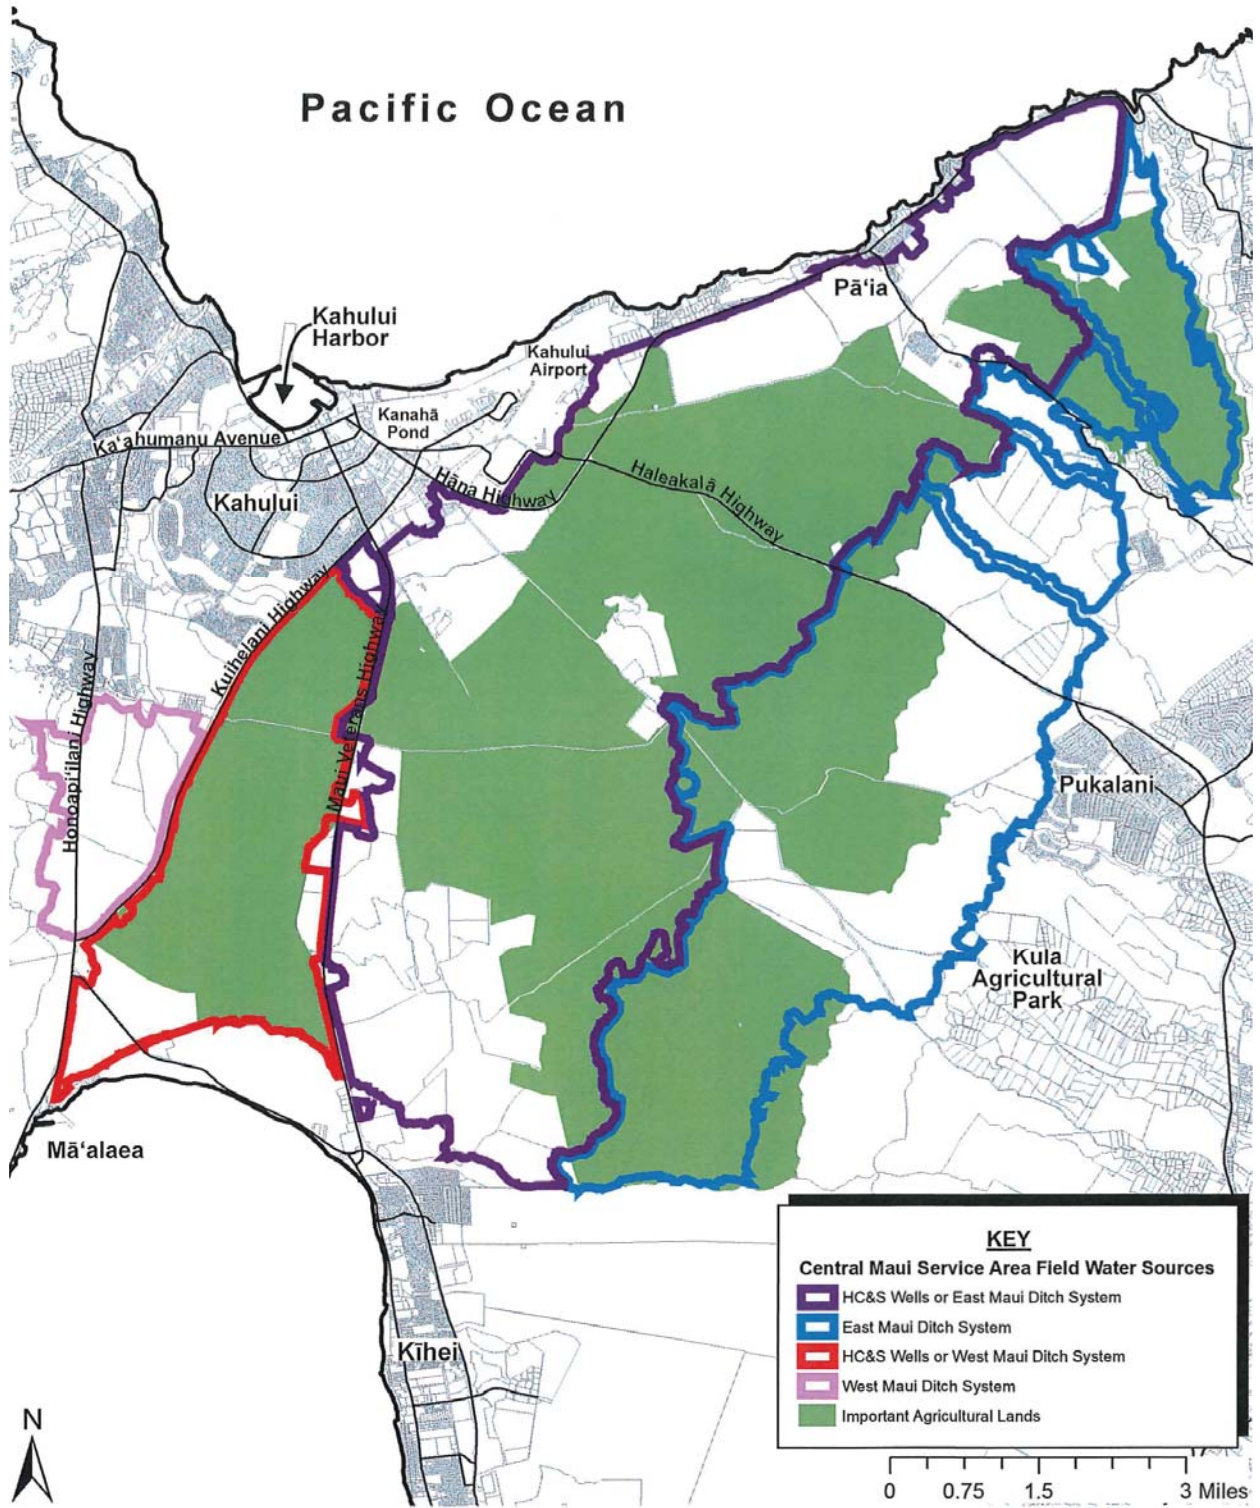 Pacific Ocean
Kahului
Harbor
Pā‘ia
Kahului
Airport
Kanahā
Pond
Ka‘ahumanu Avenue
Hāna Highway
Haleakalā Highway
Kahului
Kuihelani Highway
Maui Veterans Highway
Honoapi‘ilani Highway
Pukalani
Kula
Agricultural
Park
Mā‘alaea
Kīhei
KEY
Central Maui Service Area Field Water Sources
HC&S Wells or East Maui Ditch System
East Maui Ditch System
HC&S Wells or West Maui Ditch System
West Maui Ditch System
Important Agricultural Lands
N
0 0.75 1.5 3 Miles